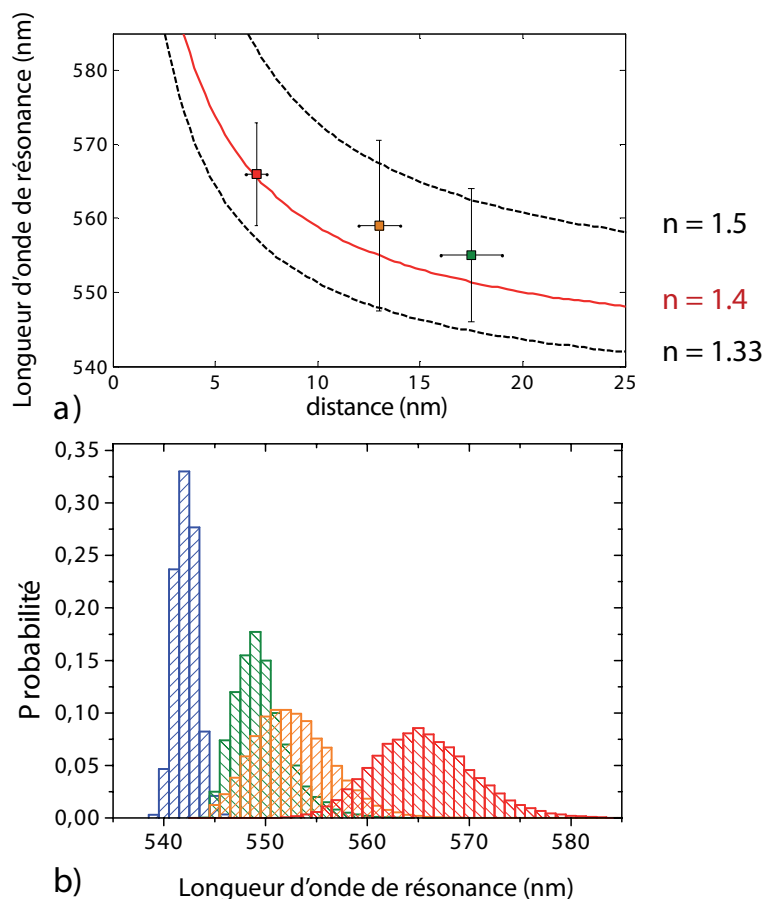 Longueur d'onde de résonance (nm)
580
570
560
550
540
0
5
10
15
20
25
distance (nm)
a)
n = 1.5
n = 1.4
n = 1.33
Probabilité
0,35
0,30
0,25
0,20
0,15
0,10
0,05
0,00
540
550
560
570
580
Longueur d'onde de résonance (nm)
b)